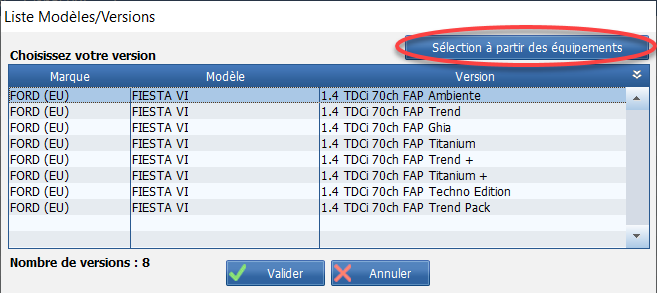 Liste Modèles/Versions
Sélection à partir des équipements
Choisissez votre version
Marque Modèle Version
FORD (EU) FIESTA VI 1.4 TDCi 70ch FAP Ambiente
FORD (EU) FIESTA VI 1.4 TDCi 70ch FAP Trend
FORD (EU) FIESTA VI 1.4 TDCi 70ch FAP Ghia
FORD (EU) FIESTA VI 1.4 TDCi 70ch FAP Titanium
FORD (EU) FIESTA VI 1.4 TDCi 70ch FAP Trend +
FORD (EU) FIESTA VI 1.4 TDCi 70ch FAP Titanium +
FORD (EU) FIESTA VI 1.4 TDCi 70ch FAP Techno Edition
FORD (EU) FIESTA VI 1.4 TDCi 70ch FAP Trend Pack
Nombre de versions : 8
Valider Annuler